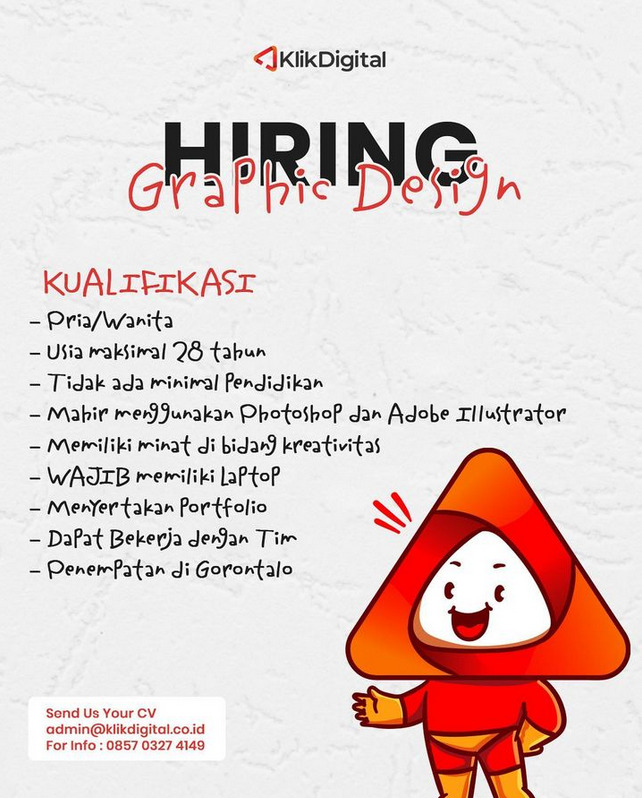 KlikDigital
HIRING
Graphic Design
KUALIFIKASI
– Pria/Wanita
– Usia maksimal 28 tahun
– Tidak ada minimal Pendidikan
– Mahir menggunakan Photoshop dan Adobe Illustrator
– Memiliki minat di bidang kreativitas
– WAJIB memiliki Laptop
– Menyertakan Portfolio
– Dapat Bekerja dengan Tim
– Penempatan di Gorontalo
Send Us Your CV
admin@klikdigital.co.id
For Info : 0857 0327 4149